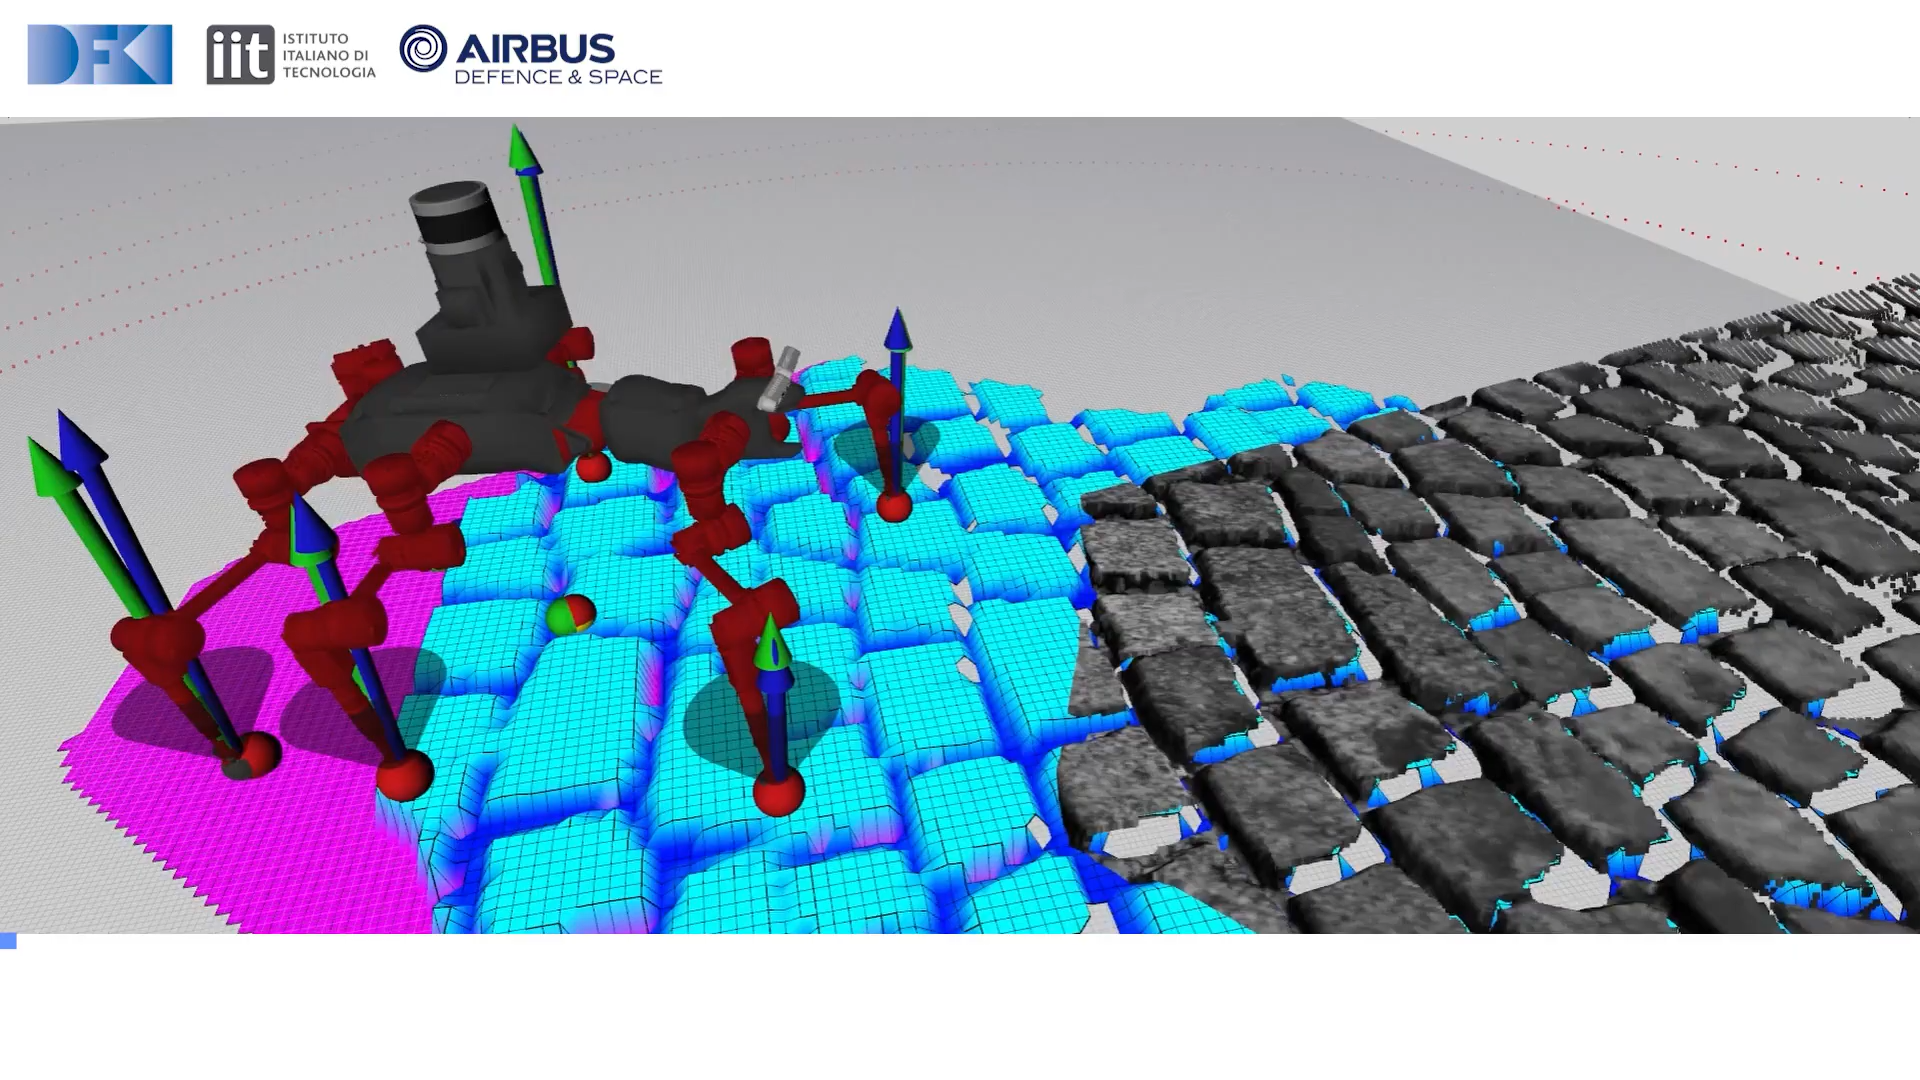 DFKI
iit
ISTITUTO
ITALIANO DI
TECNOLOGIA
AIRBUS
DEFENCE & SPACE